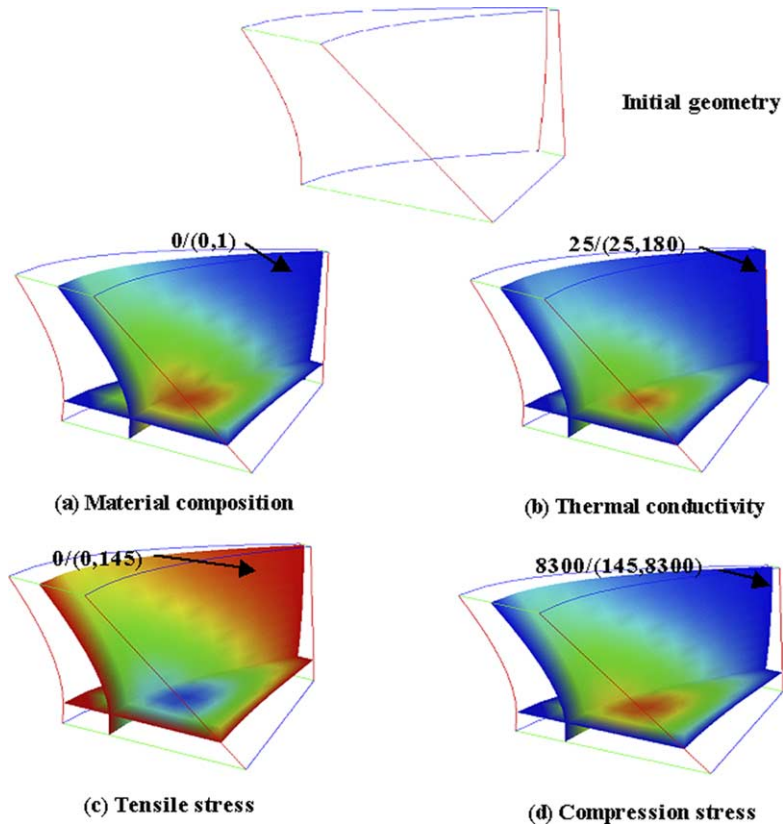 Initial geometry
0/(0,1)
25/(25,180)
(a) Material composition
(b) Thermal conductivity
0/(0,145)
8300/(145,8300)
(c) Tensile stress
(d) Compression stress